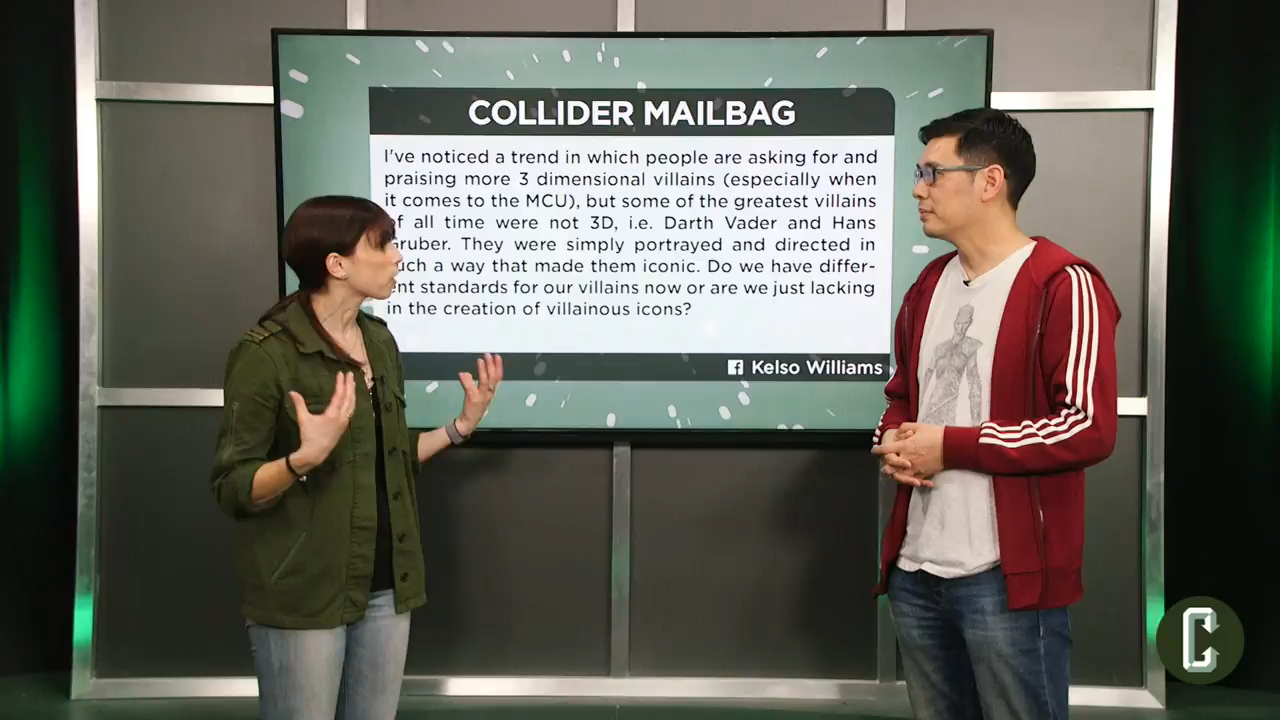 COLLIDER MAILBAG
I've noticed a trend in which people are asking for and
praising more 3 dimensional villains (especially when
it comes to the MCU), but some of the greatest villains
of all time were not 3D, i.e. Darth Vader and Hans
Gruber. They were simply portrayed and directed in
such a way that made them iconic. Do we have differ-
ent standards for our villains now or are we just lacking
in the creation of villainous icons?
Kelso Williams